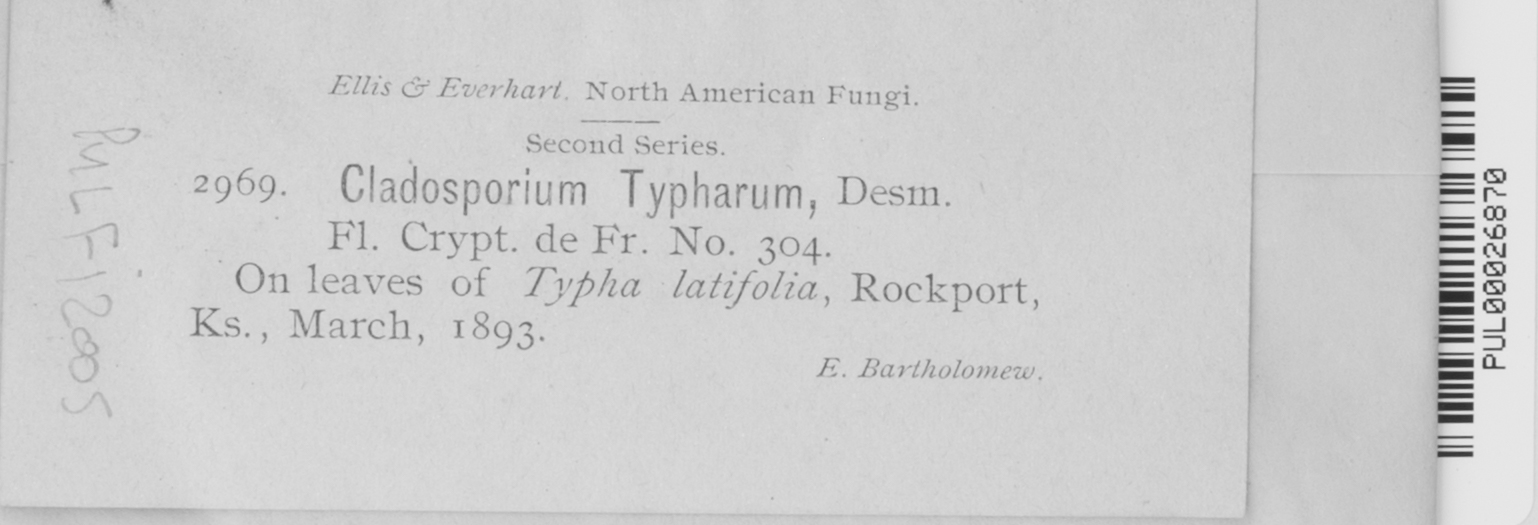 Ellis & Everhart. North American Fungi.
Second Series.
2969. Cladosporium Typharum, Desm.
Fl. Crypt. de Fr. No. 304.
On leaves of Typha latifolia, Rockport,
Ks., March, 1893.
E. Bartholomew.
PULF12005
PUL00026870